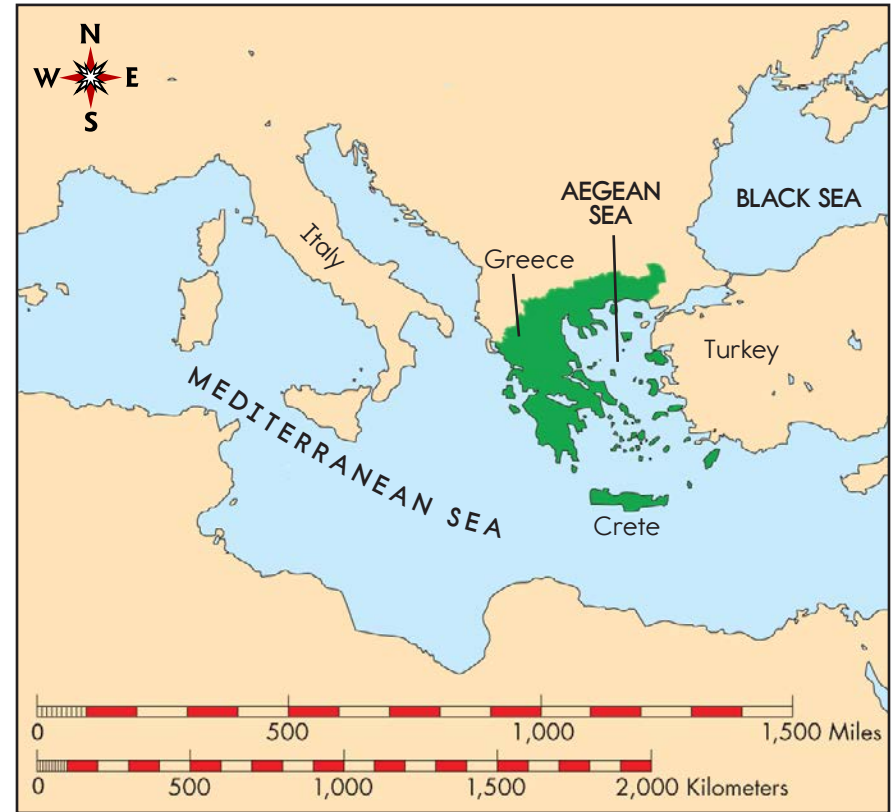 N
W E
S
AEGEAN
SEA
BLACK SEA
Italy
Greece
Turkey
MEDITERRANEAN SEA
Crete
0 500 1,000 1,500 Miles
0 500 1,000 1,500 2,000 Kilometers